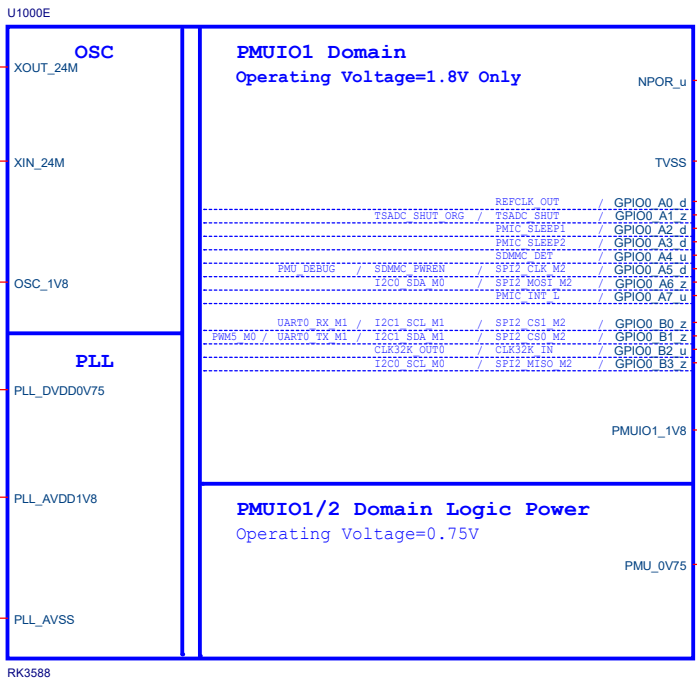 U1000E
OSC
XOUT_24M
XIN_24M
OSC_1V8
PLL
PLL_DVDD0V75
PLL_AVDD1V8
PLL_AVSS
PMUIO1 Domain
Operating Voltage=1.8V Only
NPOR_u
TVSS
REFCLK_OUT / GPIO0_A0_d
TSADC_SHUT_ORG / TSADC_SHUT / GPIO0_A1_z
PMIC_SLEEP1 / GPIO0_A2_d
PMIC_SLEEP2 / GPIO0_A3_d
SDMMC_DET / GPIO0_A4_u
PMU_DEBUG / SDMMC_PWREN / SPI2_CLK_M2 / GPIO0_A5_d
I2C0_SDA_M0 / SPI2_MOSI_M2 / GPIO0_A6_z
PMIC_INT_L / GPIO0_A7_u
UART0_RX_M1 / I2C1_SCL_M1 / SPI2_CS1_M2 / GPIO0_B0_z
PWM5_M0 / UART0_TX_M1 / I2C1_SDA_M1 / SPI2_CS0_M2 / GPIO0_B1_z
CLK32K_OUT0 / CLK32K_IN / GPIO0_B2_u
I2C0_SCL_M0 / SPI2_MISO_M2 / GPIO0_B3_z
PMUIO1_1V8
PMUIO1/2 Domain Logic Power
Operating Voltage=0.75V
PMU_0V75
RK3588